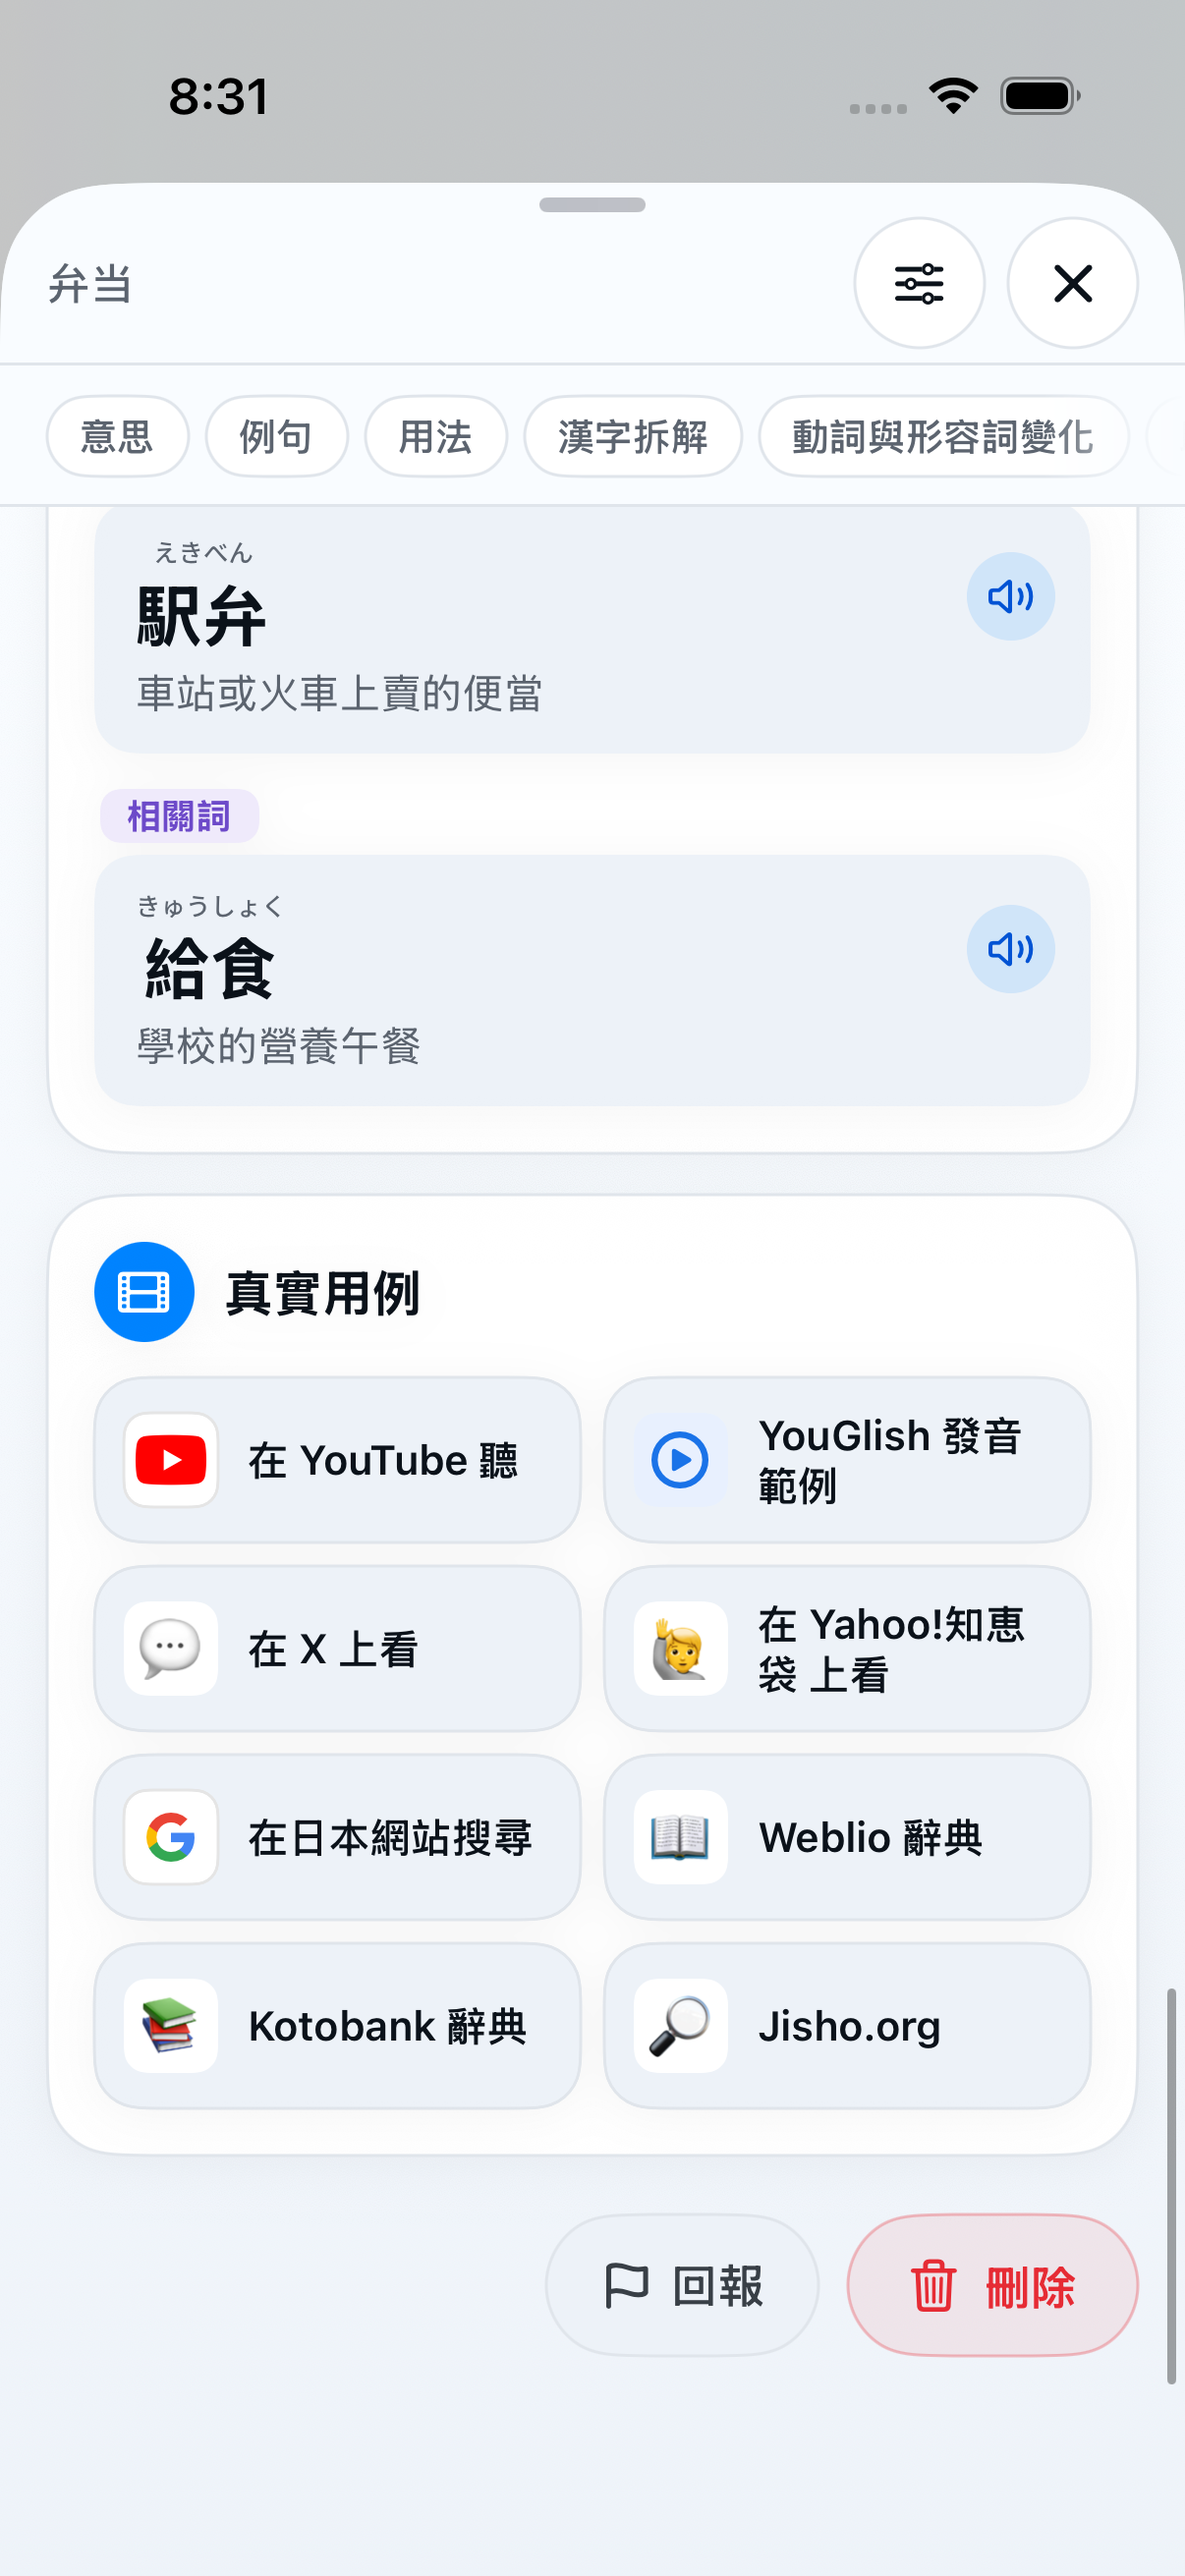 8:31
弁当
意思
例句
用法
漢字拆解
動詞與形容詞變化
えきべん
駅弁
車站或火車上賣的便當
相關詞
きゅうしょく
給食
學校的營養午餐
真實用例
在 YouTube 聽
YouGlish 發音
範例
在 X 上看
在 Yahoo!知恵
袋 上看
在日本網站搜尋
Weblio 辭典
Kotobank 辭典
Jisho.org
回報
刪除